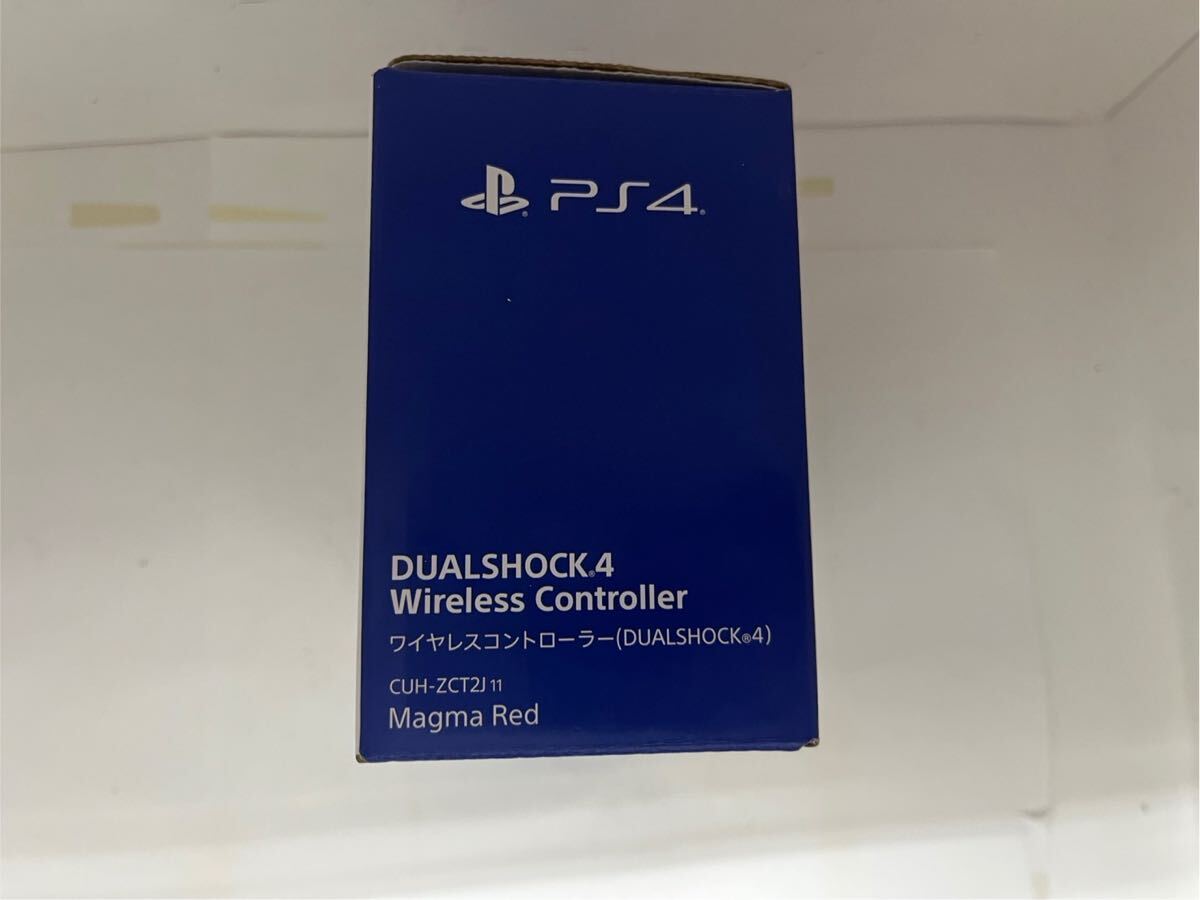 PS4®
DUALSHOCK®4
Wireless Controller
ワイヤレスコントローラー(DUALSHOCK®4)
CUH-ZCT2J 11
Magma Red